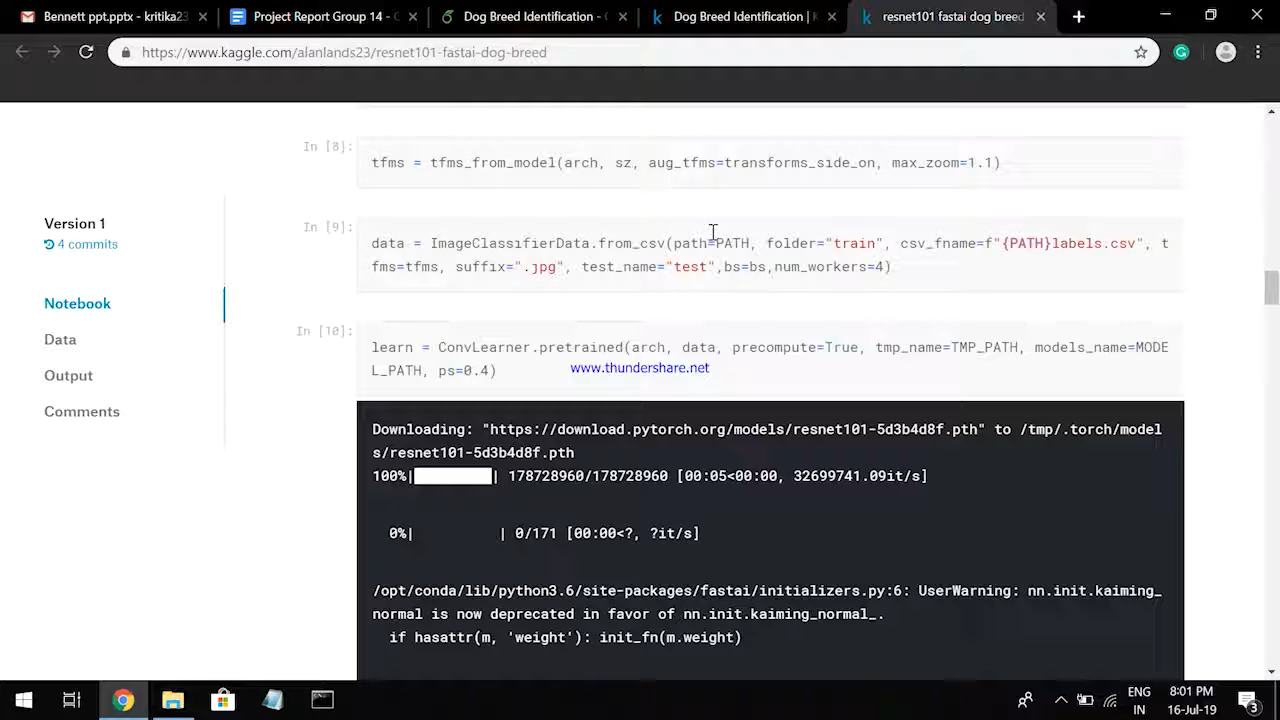 Bennett ppt.pptx - kritika23
Project Report Group 14 - G
Dog Breed Identification -
Dog Breed Identification | K
resnet101 fastai dog breed
https://www.kaggle.com/alanlands23/resnet101-fastai-dog-breed
In [8]:
tfms = tfms_from_model(arch, sz, aug_tfms=transforms_side_on, max_zoom=1.1)
Version 1
4 commits
Notebook
Data
Output
Comments
In [9]:
data = ImageClassifierData.from_csv(path=PATH, folder="train", csv_fname=f"{PATH}labels.csv", t
fms=tfms, suffix=".jpg", test_name="test",bs=bs,num_workers=4)
In [10]:
learn = ConvLearner.pretrained(arch, data, precompute=True, tmp_name=TMP_PATH, models_name=MODE
L_PATH, ps=0.4)
www.thundershare.net
Downloading: "https://download.pytorch.org/models/resnet101-5d3b4d8f.pth" to /tmp/.torch/model
s/resnet101-5d3b4d8f.pth
100%| | 178728960/178728960 [00:05<00:00, 32699741.09it/s]
0%| | 0/171 [00:00<?, ?it/s]
/opt/conda/lib/python3.6/site-packages/fastai/initializers.py:6: UserWarning: nn.init.kaiming_
normal is now deprecated in favor of nn.init.kaiming_normal_.
if hasattr(m, 'weight'): init_fn(m.weight)
ENG
IN
8:01 PM
16-Jul-19
3